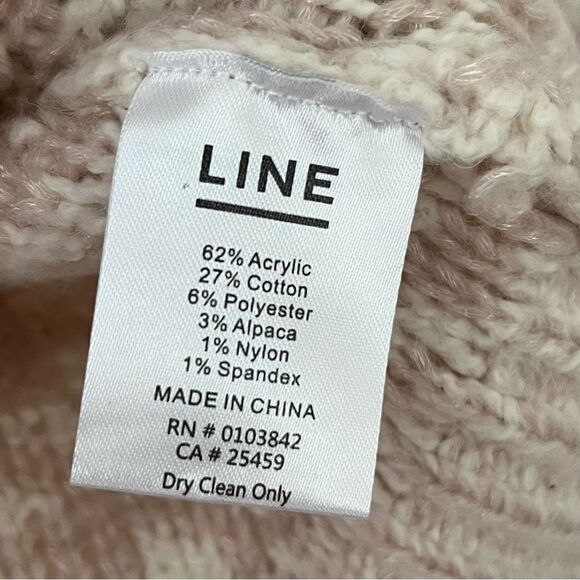 LINE
62% Acrylic
27% Cotton
6% Polyester
3% Alpaca
1% Nylon
1% Spandex
MADE IN CHINA
RN # 0103842
CA # 25459
Dry Clean Only